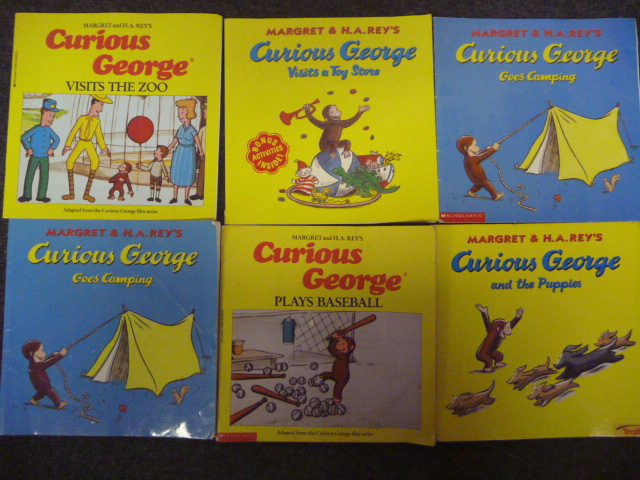 MARGRET and H.A. REY'S
Curious
George®
VISITS THE ZOO
Adapted from the Curious George film series
MARGRET & H.A.REY'S
Curious George
Visits a Toy Store
BONUS
ACTIVITIES
INSIDE!
MARGRET & H.A.REY'S
Curious George
Goes Camping
SCHOLASTIC
MARGRET & H.A.REY'S
Curious George
Goes Camping
MARGRET and H.A. REY'S
Curious
George®
PLAYS BASEBALL
Adapted from the Curious George film series
MARGRET & H.A.REY'S
Curious George
and the Puppies